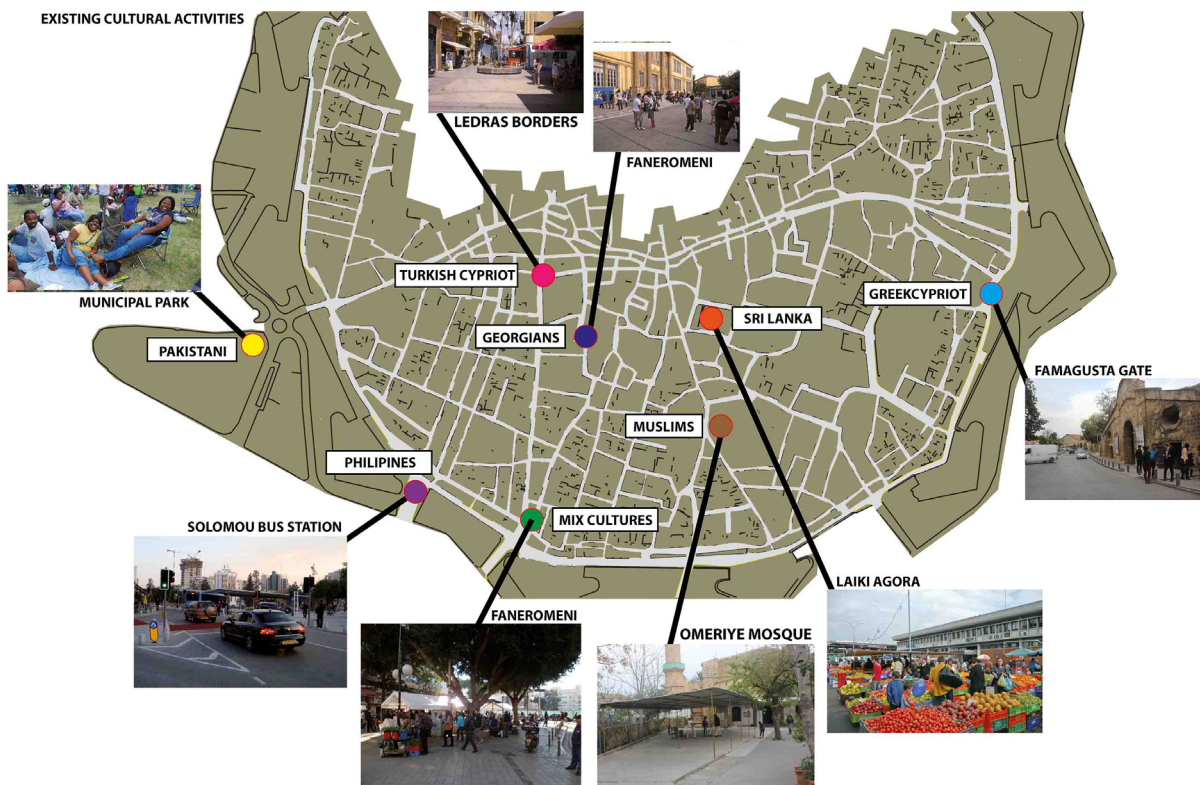 EXISTING CULTURAL ACTIVITIES
LEDRAS BORDERS
FANEROMENI
MUNICIPAL PARK
TURKISH CYPRIOT
GREEKCYPRIOT
GEORGIANS
SRI LANKA
PAKISTANI
FAMAGUSTA GATE
MUSLIMS
PHILIPINES
SOLOMOU BUS STATION
MIX CULTURES
LAIKI AGORA
FANEROMENI
OMERIYE MOSQUE